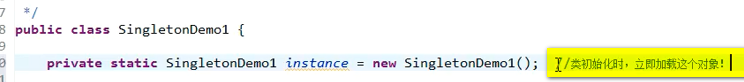 */
public class SingletonDemo1 {
private static SingletonDemo1 instance = new SingletonDemo1(); //类初始化时，立即加载这个对象！